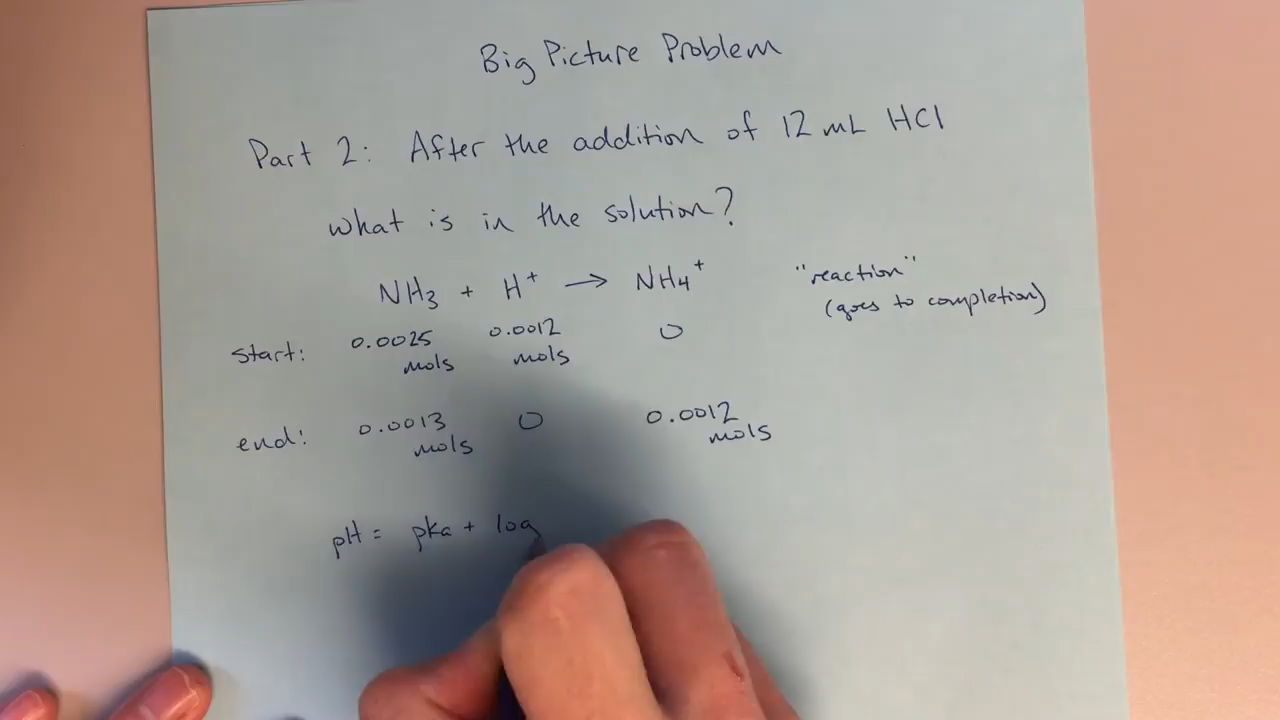 Big Picture Problem
Part 2: After the addition of 12 mL HCl
what is in the solution?
NH3 + H+ → NH4+ "reaction"
(goes to completion)
start: 0.0025 mols 0.0012 mols 0
end: 0.0013 mols 0 0.0012 mols
pH = pka + log